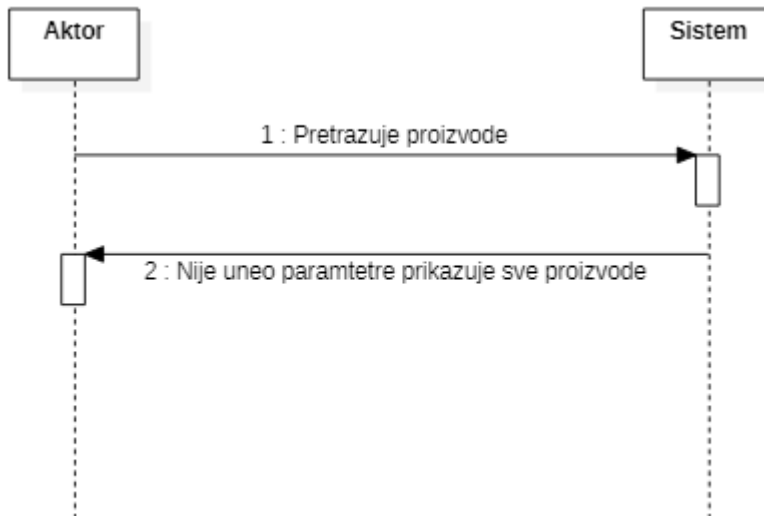 Aktor
Sistem
1 : Pretrazuje proizvode
2 : Nije uneo paramtetre prikazuje sve proizvode